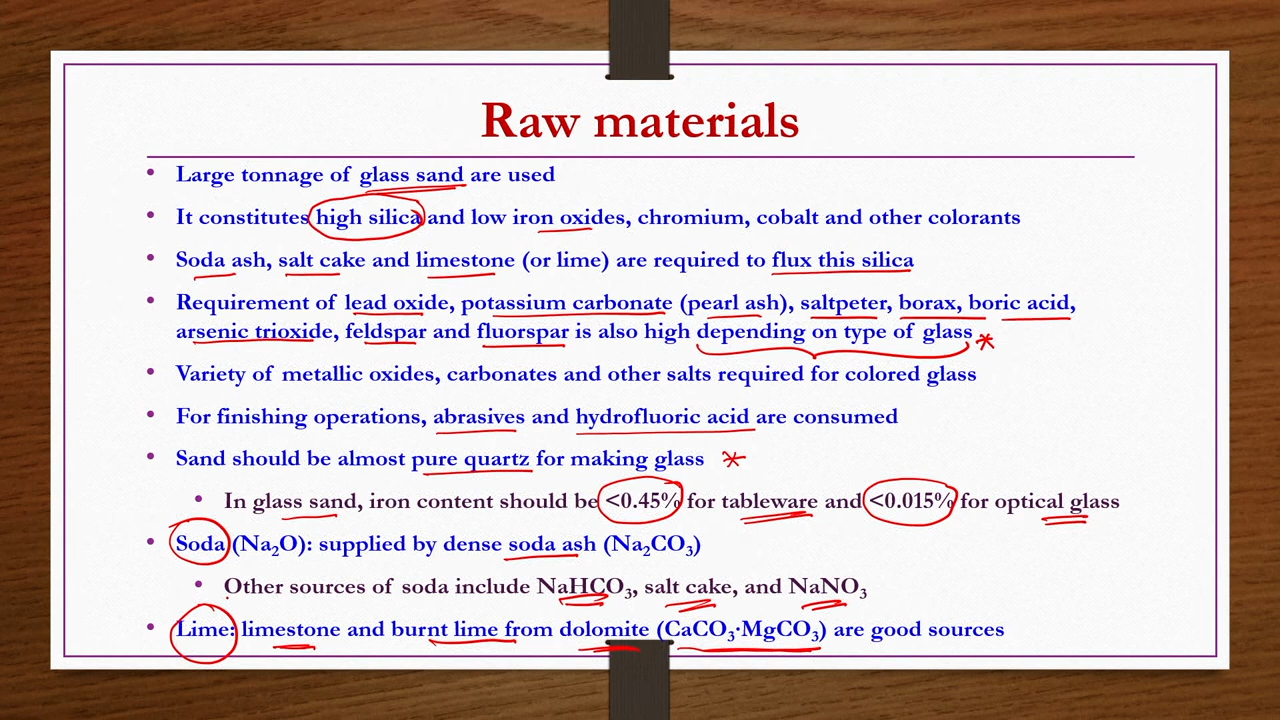 Raw materials
• Large tonnage of glass sand are used
• It constitutes high silica and low iron oxides, chromium, cobalt and other colorants
• Soda ash, salt cake and limestone (or lime) are required to flux this silica
• Requirement of lead oxide, potassium carbonate (pearl ash), saltpeter, borax, boric acid,
arsenic trioxide, feldspar and fluorspar is also high depending on type of glass *
• Variety of metallic oxides, carbonates and other salts required for colored glass
• For finishing operations, abrasives and hydrofluoric acid are consumed
• Sand should be almost pure quartz for making glass *
• In glass sand, iron content should be <0.45% for tableware and <0.015% for optical glass
• Soda (Na₂O): supplied by dense soda ash (Na₂CO₃)
• Other sources of soda include NaHCO₃, salt cake, and NaNO₃
• Lime: limestone and burnt lime from dolomite (CaCO₃·MgCO₃) are good sources